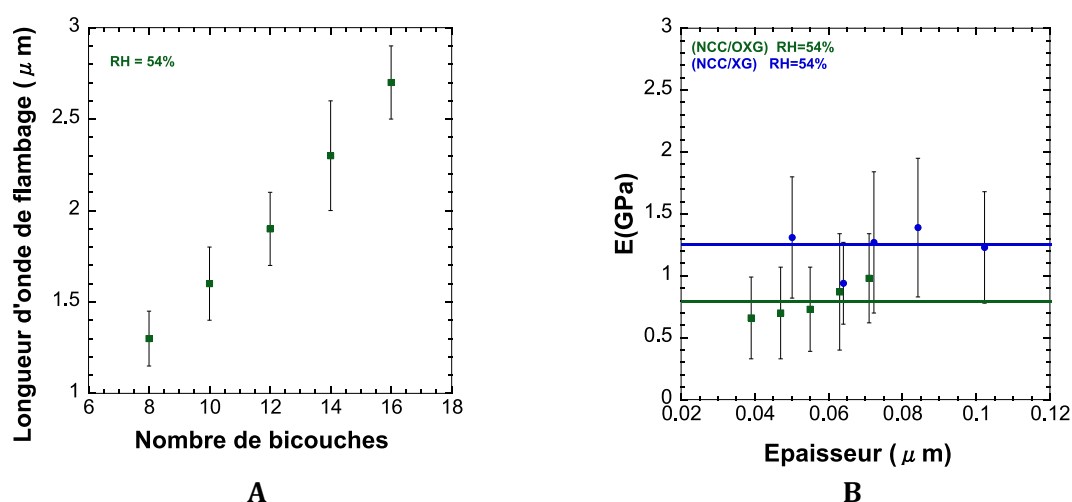 3
2.5
2
1.5
1
6 8 10 12 14 16 18
Longueur d'onde de flambage ( μ m)
RH = 54%
Nombre de bicouches
A
3
2.5
2
1.5
1
0.5
0
0.02 0.04 0.06 0.08 0.1 0.12
E(GPa)
(NCC/OXG) RH=54%
(NCC/XG) RH=54%
Epaisseur ( μ m)
B